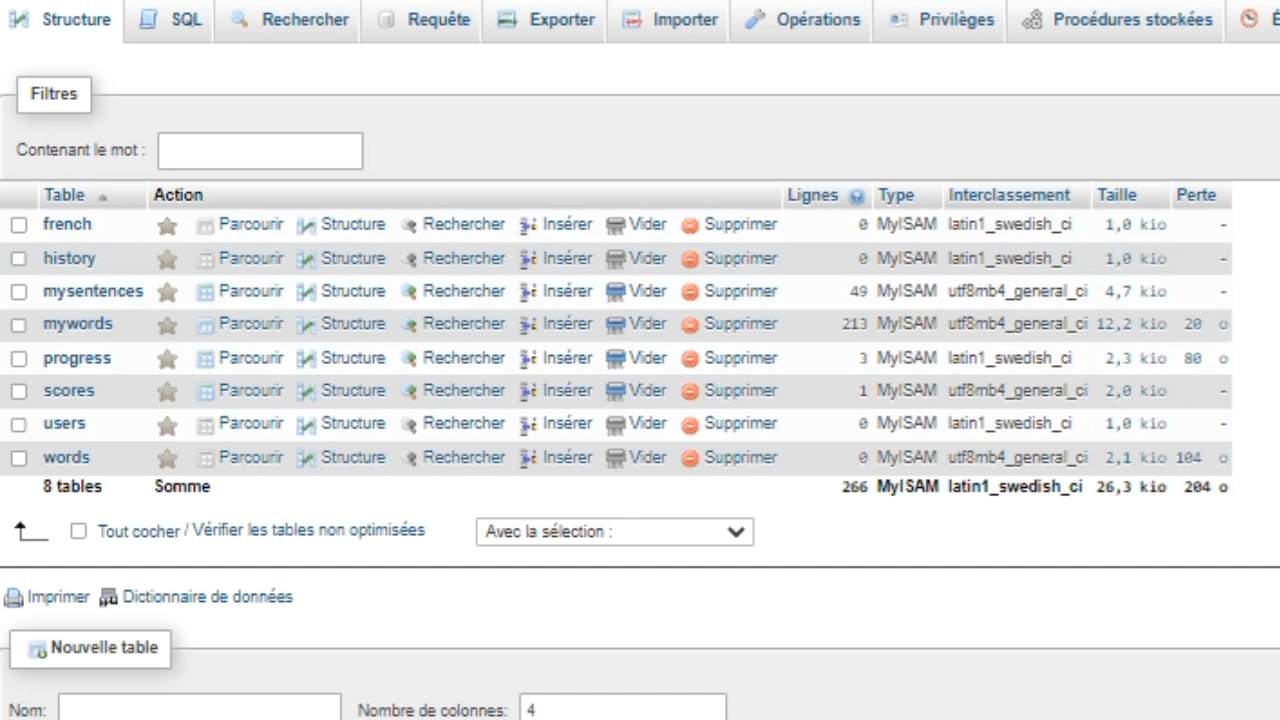 Structure SQL Rechercher Requête Exporter Importer Opérations Privilèges Procédures stockées
Filtres
Contenant le mot :
Table Action Lignes Type Interclassement Taille Perte
french Parcourir Structure Rechercher Insérer Vider Supprimer 0 MyISAM latin1_swedish_ci 1,0 kio -
history Parcourir Structure Rechercher Insérer Vider Supprimer 0 MyISAM latin1_swedish_ci 1,0 kio -
mysentences Parcourir Structure Rechercher Insérer Vider Supprimer 49 MyISAM utf8mb4_general_ci 4,7 kio -
mywords Parcourir Structure Rechercher Insérer Vider Supprimer 213 MyISAM utf8mb4_general_ci 12,2 kio 20 o
progress Parcourir Structure Rechercher Insérer Vider Supprimer 3 MyISAM latin1_swedish_ci 2,3 kio 80 o
scores Parcourir Structure Rechercher Insérer Vider Supprimer 1 MyISAM utf8mb4_general_ci 2,0 kio -
users Parcourir Structure Rechercher Insérer Vider Supprimer 0 MyISAM latin1_swedish_ci 1,0 kio -
words Parcourir Structure Rechercher Insérer Vider Supprimer 0 MyISAM utf8mb4_general_ci 2,1 kio 104 o
8 tables Somme 266 MyISAM latin1_swedish_ci 26,3 kio 204 o
Tout cocher / Vérifier les tables non optimisées Avec la sélection :
Imprimer Dictionnaire de données
Nouvelle table
Nom: Nombre de colonnes: 4